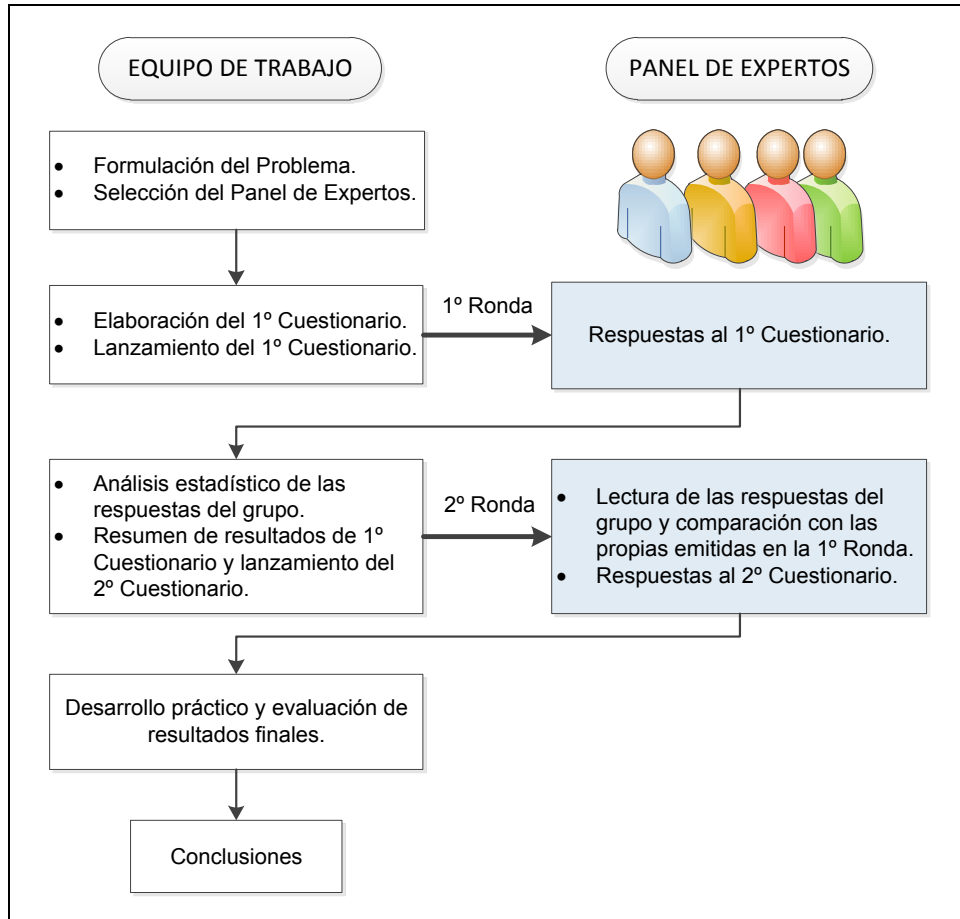 EQUIPO DE TRABAJO
PANEL DE EXPERTOS
• Formulación del Problema.
• Selección del Panel de Expertos.
• Elaboración del 1º Cuestionario.
• Lanzamiento del 1º Cuestionario.
1º Ronda
Respuestas al 1º Cuestionario.
• Análisis estadístico de las
respuestas del grupo.
• Resumen de resultados de 1º
Cuestionario y lanzamiento del
2º Cuestionario.
2º Ronda
• Lectura de las respuestas del
grupo y comparación con las
propias emitidas en la 1º Ronda.
• Respuestas al 2º Cuestionario.
Desarrollo práctico y evaluación de
resultados finales.
Conclusiones